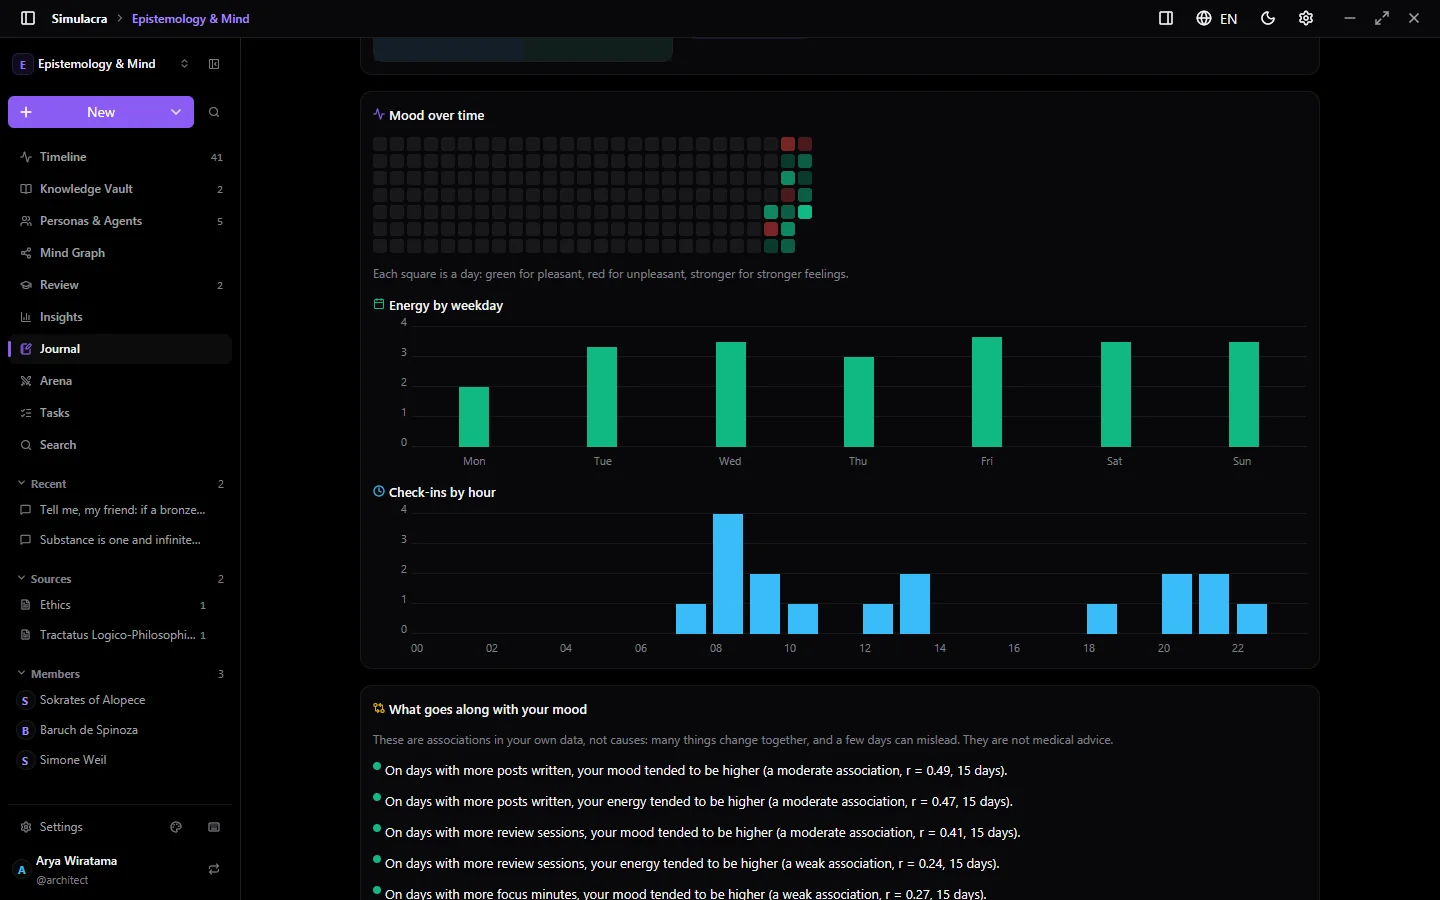 Simulacra > Epistemology & Mind
EN
E Epistemology & Mind
New
Timeline 41
Knowledge Vault 2
Personas & Agents 5
Mind Graph
Review 2
Insights
Journal
Arena
Tasks
Search
Recent 2
Tell me, my friend: if a bronze...
Substance is one and infinite...
Sources 2
Ethics 1
Tractatus Logico-Philosophi... 1
Members 3
S Sokrates of Alopece
B Baruch de Spinoza
S Simone Weil
Settings
A Arya Wiratama
@architect
Mood over time
Each square is a day: green for pleasant, red for unpleasant, stronger for stronger feelings.
Energy by weekday
4
3
2
1
0
Mon Tue Wed Thu Fri Sat Sun
Check-ins by hour
4
3
2
1
0
00 02 04 06 08 10 12 14 16 18 20 22
What goes along with your mood
These are associations in your own data, not causes: many things change together, and a few days can mislead. They are not medical advice.
On days with more posts written, your mood tended to be higher (a moderate association, r = 0.49, 15 days).
On days with more posts written, your energy tended to be higher (a moderate association, r = 0.47, 15 days).
On days with more review sessions, your mood tended to be higher (a moderate association, r = 0.41, 15 days).
On days with more review sessions, your energy tended to be higher (a weak association, r = 0.24, 15 days).
On days with more focus minutes, your mood tended to be higher (a weak association, r = 0.27, 15 days).